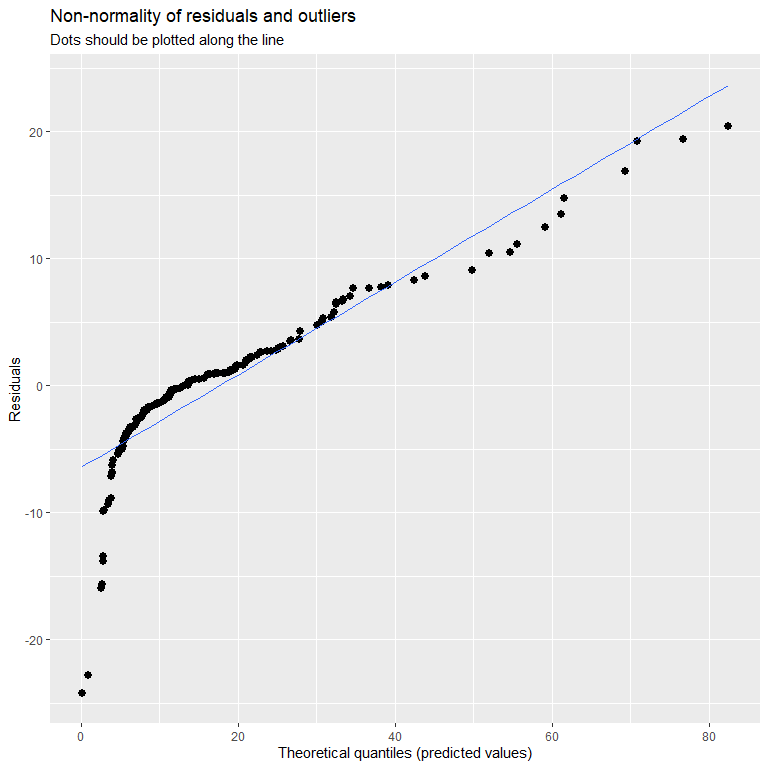 Non-normality of residuals and outliers
Dots should be plotted along the line
20
10
0
-10
-20
Residuals
0 20 40 60 80
Theoretical quantiles (predicted values)